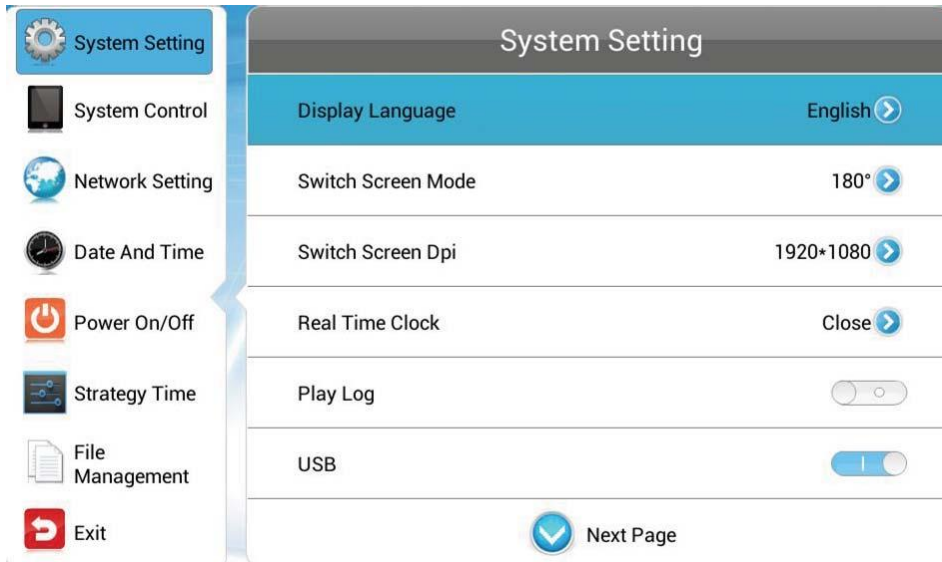 System Setting
System Control
Network Setting
Date And Time
Power On/Off
Strategy Time
File
Management
Exit
System Setting
Display Language English
Switch Screen Mode 180°
Switch Screen Dpi 1920*1080
Real Time Clock Close
Play Log
USB
Next Page